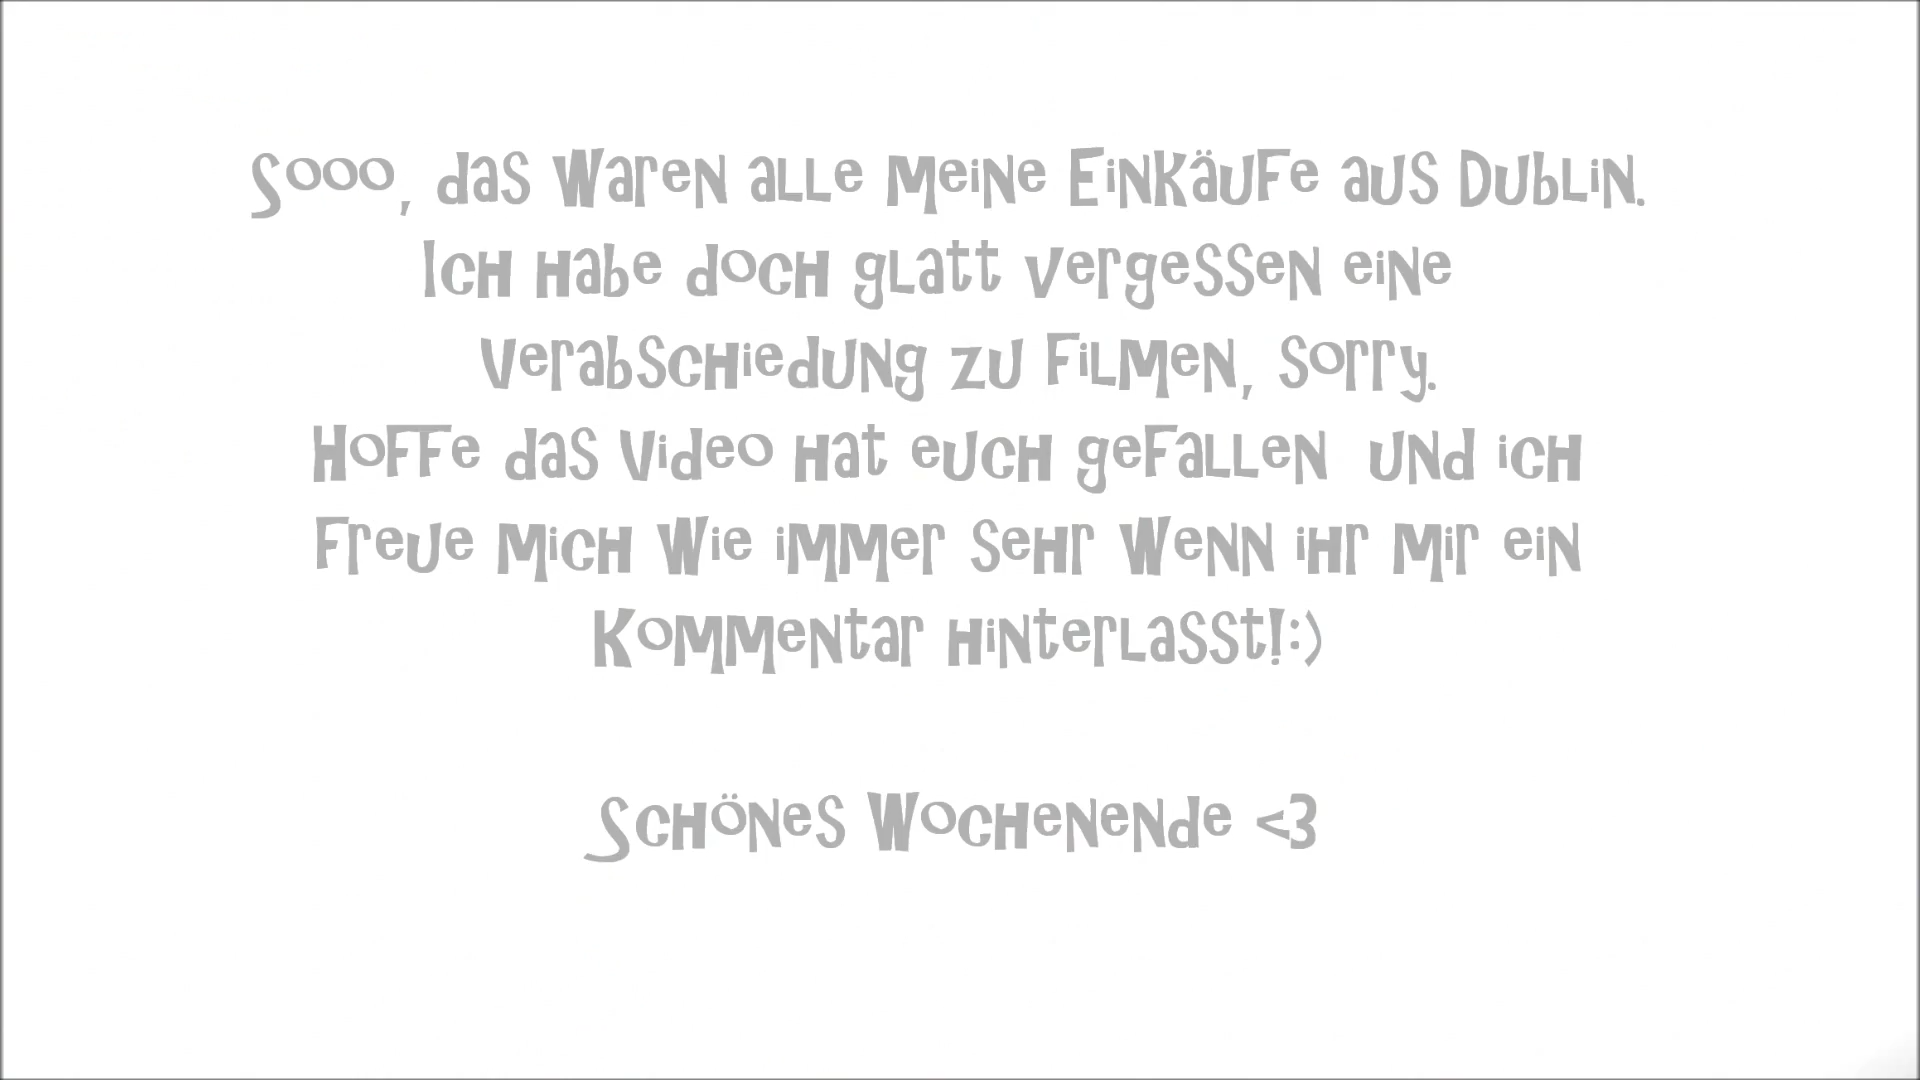 Sooo, das waren alle meine Einkäufe aus Dublin.
Ich habe doch glatt vergessen eine
Verabschiedung zu filmen, sorry.
Hoffe das Video hat euch gefallen und ich
freue mich wie immer sehr wenn ihr mir ein
Kommentar hinterlasst!:)
Schönes Wochenende <3